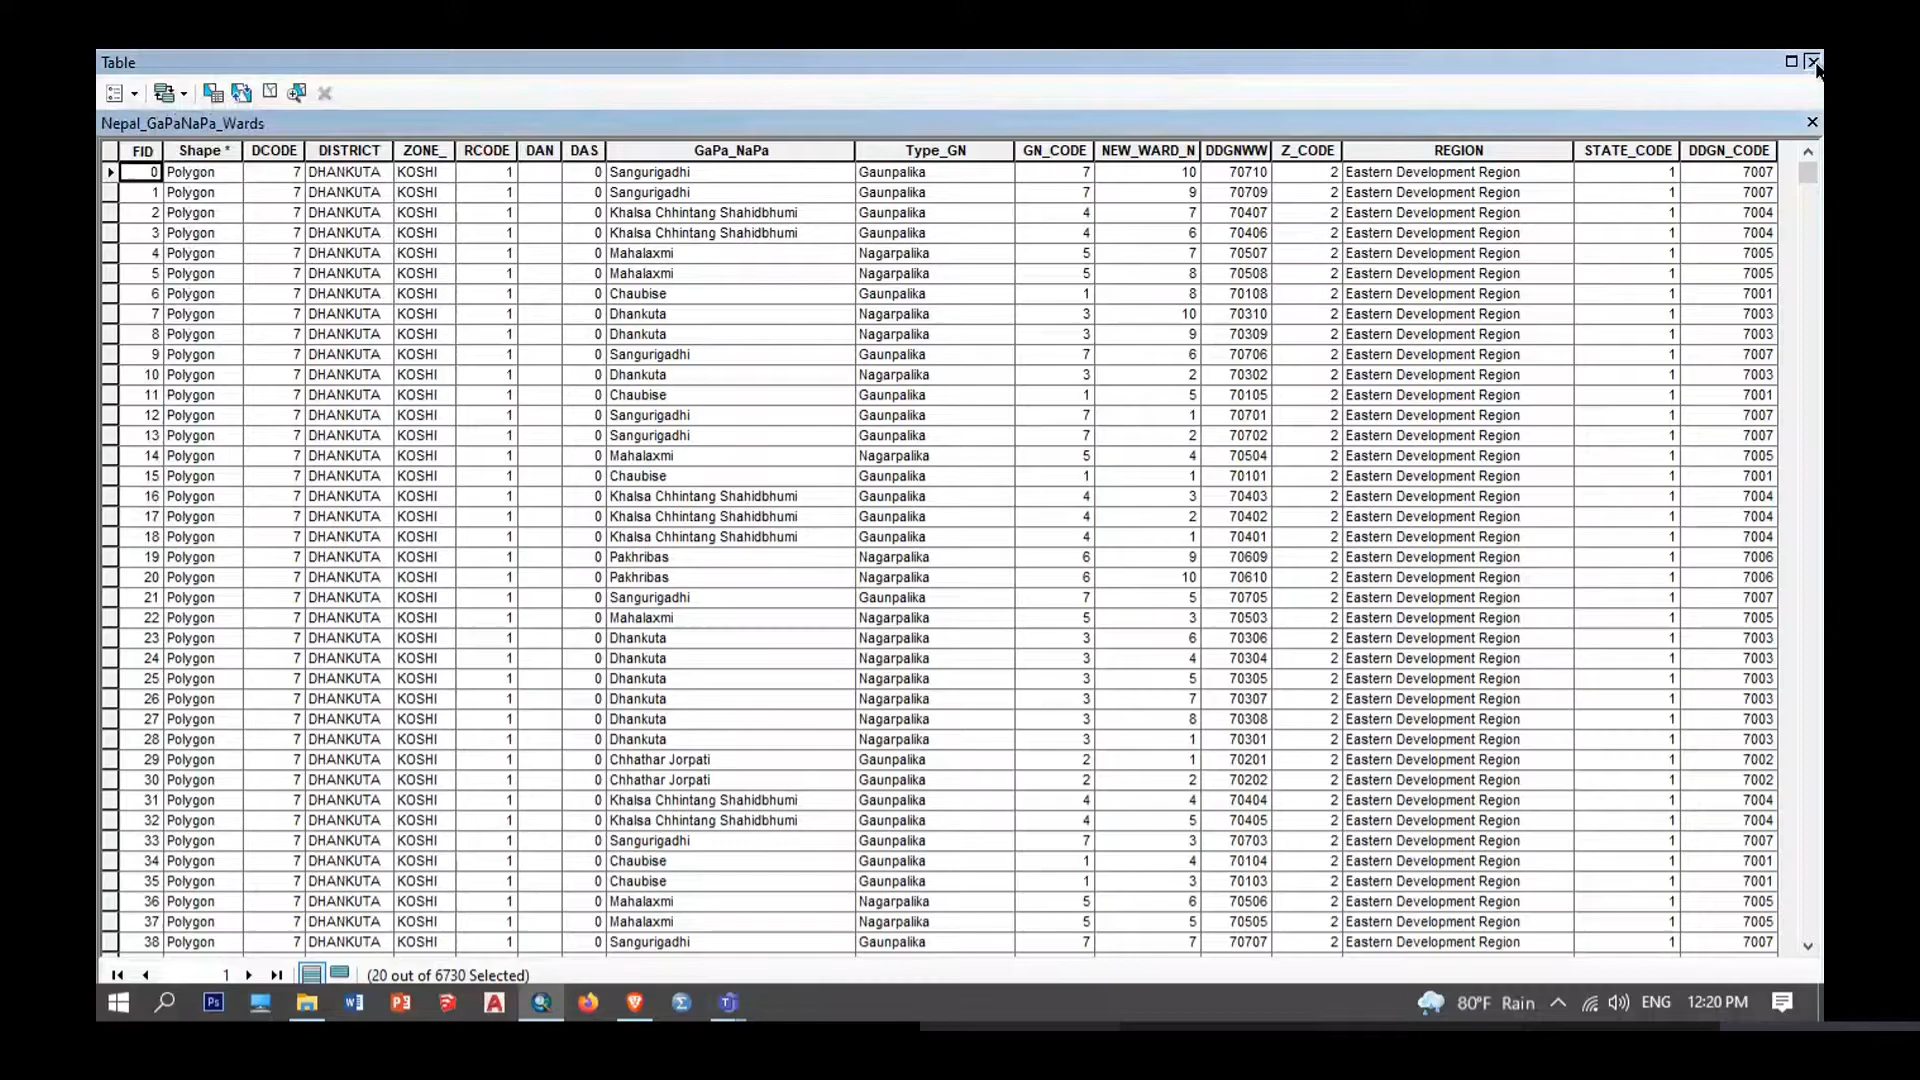 Table
Nepal_GaPaNaPa_Wards
FID Shape * DCODE DISTRICT ZONE_ RCODE DAN DAS GaPa_NaPa Type_GN GN_CODE NEW_WARD_N DDGNWW Z_CODE REGION STATE_CODE DDGN_CODE
0 Polygon 7 DHANKUTA KOSHI 1 0 Sangurigadhi Gaunpalika 7 10 70710 2 Eastern Development Region 1 7007
1 Polygon 7 DHANKUTA KOSHI 1 0 Sangurigadhi Gaunpalika 7 9 70709 2 Eastern Development Region 1 7007
2 Polygon 7 DHANKUTA KOSHI 1 0 Khalsa Chhintang Shahidbhumi Gaunpalika 4 7 70407 2 Eastern Development Region 1 7004
3 Polygon 7 DHANKUTA KOSHI 1 0 Khalsa Chhintang Shahidbhumi Gaunpalika 4 6 70406 2 Eastern Development Region 1 7004
4 Polygon 7 DHANKUTA KOSHI 1 0 Mahalaxmi Nagarpalika 5 7 70507 2 Eastern Development Region 1 7005
5 Polygon 7 DHANKUTA KOSHI 1 0 Mahalaxmi Nagarpalika 5 8 70508 2 Eastern Development Region 1 7005
6 Polygon 7 DHANKUTA KOSHI 1 0 Chaubise Gaunpalika 1 8 70108 2 Eastern Development Region 1 7001
7 Polygon 7 DHANKUTA KOSHI 1 0 Dhankuta Nagarpalika 3 10 70310 2 Eastern Development Region 1 7003
8 Polygon 7 DHANKUTA KOSHI 1 0 Dhankuta Nagarpalika 3 9 70309 2 Eastern Development Region 1 7003
9 Polygon 7 DHANKUTA KOSHI 1 0 Sangurigadhi Gaunpalika 7 6 70706 2 Eastern Development Region 1 7007
10 Polygon 7 DHANKUTA KOSHI 1 0 Dhankuta Nagarpalika 3 2 70302 2 Eastern Development Region 1 7003
11 Polygon 7 DHANKUTA KOSHI 1 0 Chaubise Gaunpalika 1 5 70105 2 Eastern Development Region 1 7001
12 Polygon 7 DHANKUTA KOSHI 1 0 Sangurigadhi Gaunpalika 7 1 70701 2 Eastern Development Region 1 7007
13 Polygon 7 DHANKUTA KOSHI 1 0 Sangurigadhi Gaunpalika 7 2 70702 2 Eastern Development Region 1 7007
14 Polygon 7 DHANKUTA KOSHI 1 0 Mahalaxmi Nagarpalika 5 4 70504 2 Eastern Development Region 1 7005
15 Polygon 7 DHANKUTA KOSHI 1 0 Chaubise Gaunpalika 1 1 70101 2 Eastern Development Region 1 7001
16 Polygon 7 DHANKUTA KOSHI 1 0 Khalsa Chhintang Shahidbhumi Gaunpalika 4 3 70403 2 Eastern Development Region 1 7004
17 Polygon 7 DHANKUTA KOSHI 1 0 Khalsa Chhintang Shahidbhumi Gaunpalika 4 2 70402 2 Eastern Development Region 1 7004
18 Polygon 7 DHANKUTA KOSHI 1 0 Khalsa Chhintang Shahidbhumi Gaunpalika 4 1 70401 2 Eastern Development Region 1 7004
19 Polygon 7 DHANKUTA KOSHI 1 0 Pakhribas Nagarpalika 6 9 70609 2 Eastern Development Region 1 7006
20 Polygon 7 DHANKUTA KOSHI 1 0 Pakhribas Nagarpalika 6 10 70610 2 Eastern Development Region 1 7006
21 Polygon 7 DHANKUTA KOSHI 1 0 Sangurigadhi Gaunpalika 7 5 70705 2 Eastern Development Region 1 7007
22 Polygon 7 DHANKUTA KOSHI 1 0 Mahalaxmi Nagarpalika 5 3 70503 2 Eastern Development Region 1 7005
23 Polygon 7 DHANKUTA KOSHI 1 0 Dhankuta Nagarpalika 3 6 70306 2 Eastern Development Region 1 7003
24 Polygon 7 DHANKUTA KOSHI 1 0 Dhankuta Nagarpalika 3 4 70304 2 Eastern Development Region 1 7003
25 Polygon 7 DHANKUTA KOSHI 1 0 Dhankuta Nagarpalika 3 5 70305 2 Eastern Development Region 1 7003
26 Polygon 7 DHANKUTA KOSHI 1 0 Dhankuta Nagarpalika 3 7 70307 2 Eastern Development Region 1 7003
27 Polygon 7 DHANKUTA KOSHI 1 0 Dhankuta Nagarpalika 3 8 70308 2 Eastern Development Region 1 7003
28 Polygon 7 DHANKUTA KOSHI 1 0 Dhankuta Nagarpalika 3 1 70301 2 Eastern Development Region 1 7003
29 Polygon 7 DHANKUTA KOSHI 1 0 Chhathar Jorpati Gaunpalika 2 1 70201 2 Eastern Development Region 1 7002
30 Polygon 7 DHANKUTA KOSHI 1 0 Chhathar Jorpati Gaunpalika 2 2 70202 2 Eastern Development Region 1 7002
31 Polygon 7 DHANKUTA KOSHI 1 0 Khalsa Chhintang Shahidbhumi Gaunpalika 4 4 70404 2 Eastern Development Region 1 7004
32 Polygon 7 DHANKUTA KOSHI 1 0 Khalsa Chhintang Shahidbhumi Gaunpalika 4 5 70405 2 Eastern Development Region 1 7004
33 Polygon 7 DHANKUTA KOSHI 1 0 Sangurigadhi Gaunpalika 7 3 70703 2 Eastern Development Region 1 7007
34 Polygon 7 DHANKUTA KOSHI 1 0 Chaubise Gaunpalika 1 4 70104 2 Eastern Development Region 1 7001
35 Polygon 7 DHANKUTA KOSHI 1 0 Chaubise Gaunpalika 1 3 70103 2 Eastern Development Region 1 7001
36 Polygon 7 DHANKUTA KOSHI 1 0 Mahalaxmi Nagarpalika 5 6 70506 2 Eastern Development Region 1 7005
37 Polygon 7 DHANKUTA KOSHI 1 0 Mahalaxmi Nagarpalika 5 5 70505 2 Eastern Development Region 1 7005
38 Polygon 7 DHANKUTA KOSHI 1 0 Sangurigadhi Gaunpalika 7 7 70707 2 Eastern Development Region 1 7007
1 (20 out of 6730 Selected)
Ps 80°F Rain ENG 12:20 PM